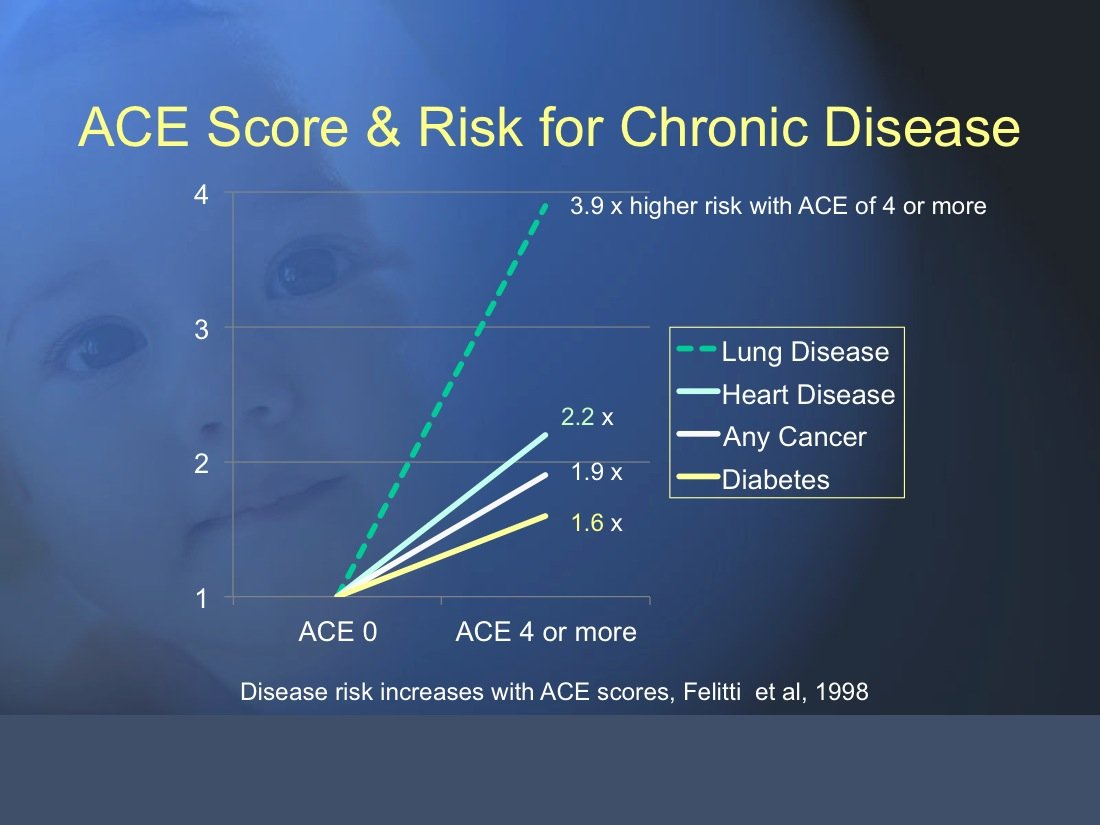 ACE Score & Risk for Chronic Disease
4
3.9 x higher risk with ACE of 4 or more
3
Lung Disease
Heart Disease
2.2 x
Any Cancer
2
1.9 x
Diabetes
1.6 x
1
ACE 0
ACE 4 or more
Disease risk increases with ACE scores, Felitti  et al, 1998